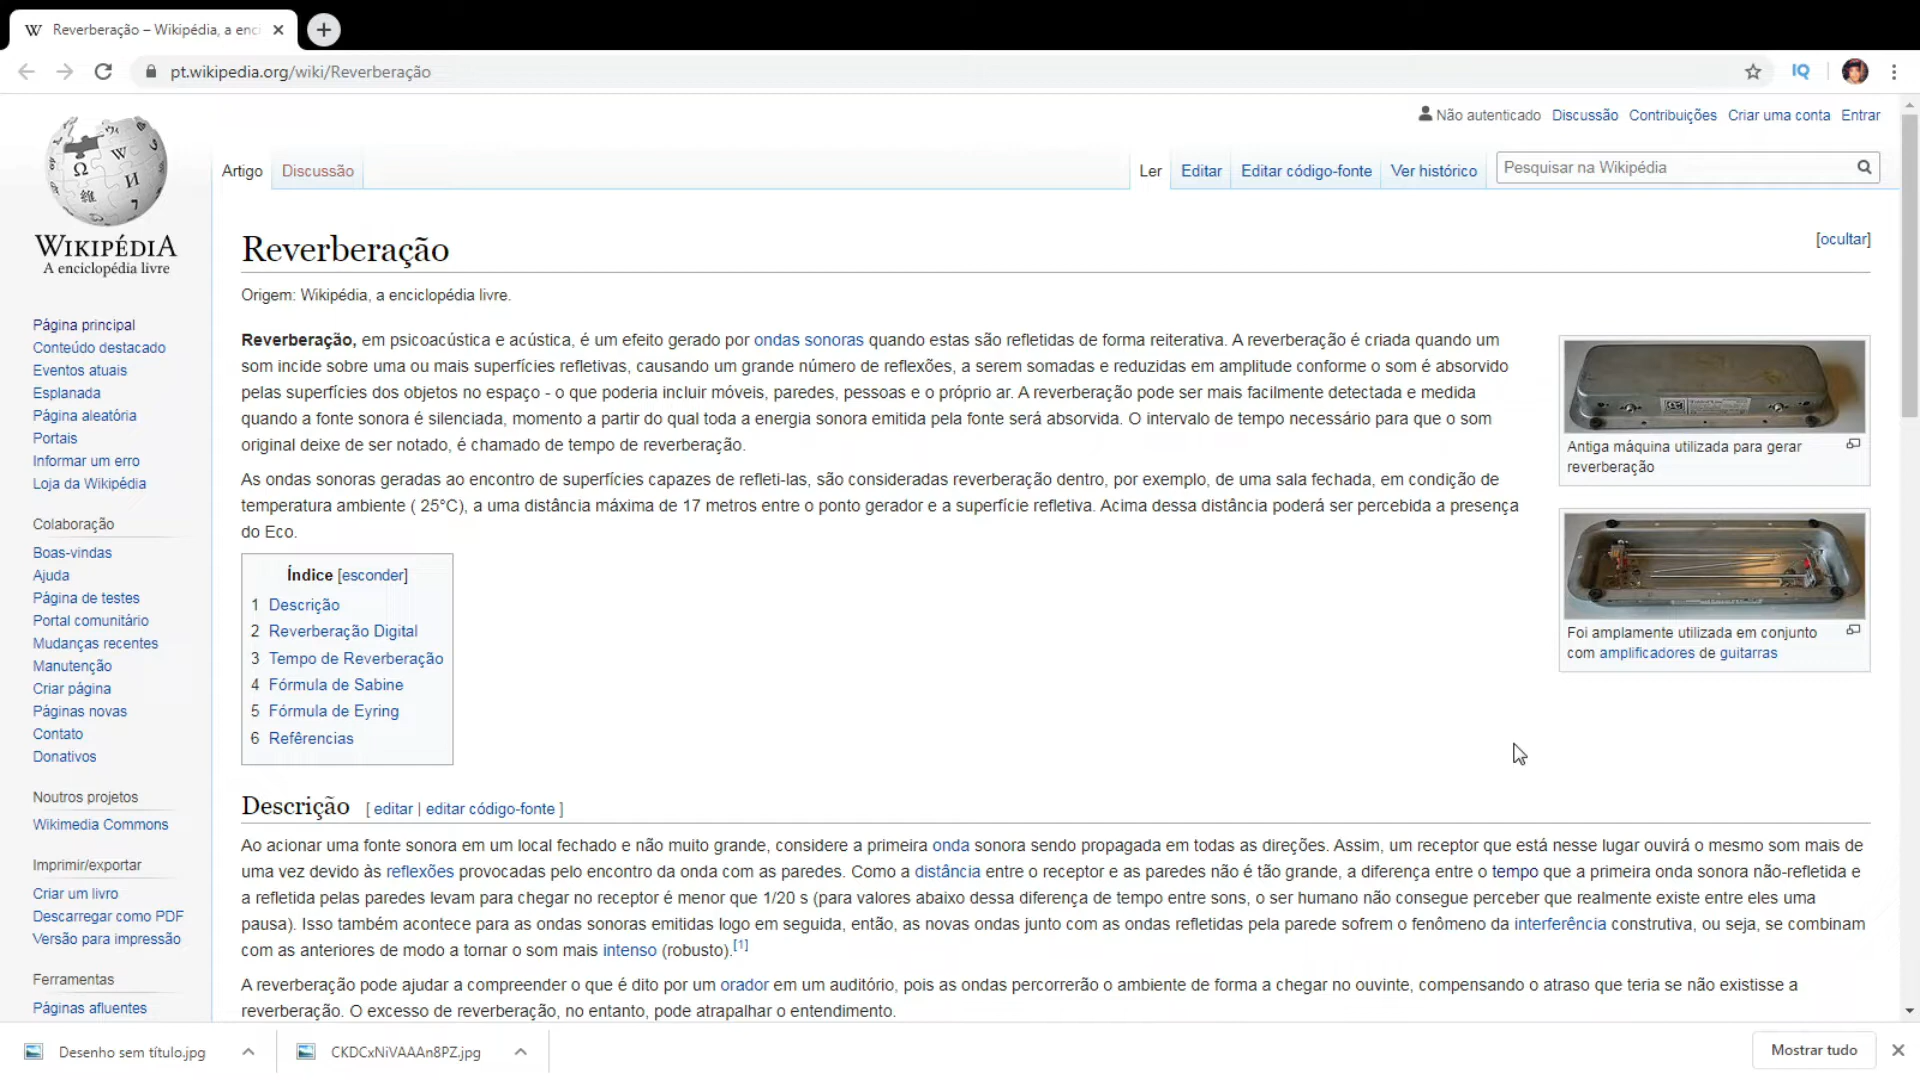 Reverberação – Wikipédia, a enc
pt.wikipedia.org/wiki/Reverberação
IQ
Não autenticado Discussão Contribuições Criar uma conta Entrar
Artigo Discussão Ler Editar Editar código-fonte Ver histórico Pesquisar na Wikipédia
WIKIPÉDIA
A enciclopédia livre
Página principal
Conteúdo destacado
Eventos atuais
Esplanada
Página aleatória
Portais
Informar um erro
Loja da Wikipédia
Colaboração
Boas-vindas
Ajuda
Página de testes
Portal comunitário
Mudanças recentes
Manutenção
Criar página
Páginas novas
Contato
Donativos
Noutros projetos
Wikimedia Commons
Imprimir/exportar
Criar um livro
Descarregar como PDF
Versão para impressão
Ferramentas
Páginas afluentes
Reverberação
[ocultar]
Origem: Wikipédia, a enciclopédia livre.
Reverberação, em psicoacústica e acústica, é um efeito gerado por ondas sonoras quando estas são refletidas de forma reiterativa. A reverberação é criada quando um
som incide sobre uma ou mais superfícies refletivas, causando um grande número de reflexões, a serem somadas e reduzidas em amplitude conforme o som é absorvido
pelas superfícies dos objetos no espaço - o que poderia incluir móveis, paredes, pessoas e o próprio ar. A reverberação pode ser mais facilmente detectada e medida
quando a fonte sonora é silenciada, momento a partir do qual toda a energia sonora emitida pela fonte será absorvida. O intervalo de tempo necessário para que o som
original deixe de ser notado, é chamado de tempo de reverberação.
As ondas sonoras geradas ao encontro de superfícies capazes de refleti-las, são consideradas reverberação dentro, por exemplo, de uma sala fechada, em condição de
temperatura ambiente ( 25°C), a uma distância máxima de 17 metros entre o ponto gerador e a superfície refletiva. Acima dessa distância poderá ser percebida a presença
do Eco.
Antiga máquina utilizada para gerar
reverberação
Foi amplamente utilizada em conjunto
com amplificadores de guitarras
Índice [esconder]
1 Descrição
2 Reverberação Digital
3 Tempo de Reverberação
4 Fórmula de Sabine
5 Fórmula de Eyring
6 Refêrencias
Descrição [ editar | editar código-fonte ]
Ao acionar uma fonte sonora em um local fechado e não muito grande, considere a primeira onda sonora sendo propagada em todas as direções. Assim, um receptor que está nesse lugar ouvirá o mesmo som mais de
uma vez devido às reflexões provocadas pelo encontro da onda com as paredes. Como a distância entre o receptor e as paredes não é tão grande, a diferença entre o tempo que a primeira onda sonora não-refletida e
a refletida pelas paredes levam para chegar no receptor é menor que 1/20 s (para valores abaixo dessa diferença de tempo entre sons, o ser humano não consegue perceber que realmente existe entre eles uma
pausa). Isso também acontece para as ondas sonoras emitidas logo em seguida, então, as novas ondas junto com as ondas refletidas pela parede sofrem o fenômeno da interferência construtiva, ou seja, se combinam
com as anteriores de modo a tornar o som mais intenso (robusto).[1]
A reverberação pode ajudar a compreender o que é dito por um orador em um auditório, pois as ondas percorrerão o ambiente de forma a chegar no ouvinte, compensando o atraso que teria se não existisse a
reverberação. O excesso de reverberação, no entanto, pode atrapalhar o entendimento.
Desenho sem título.jpg CKDCxNiVAAAn8PZ.jpg Mostrar tudo